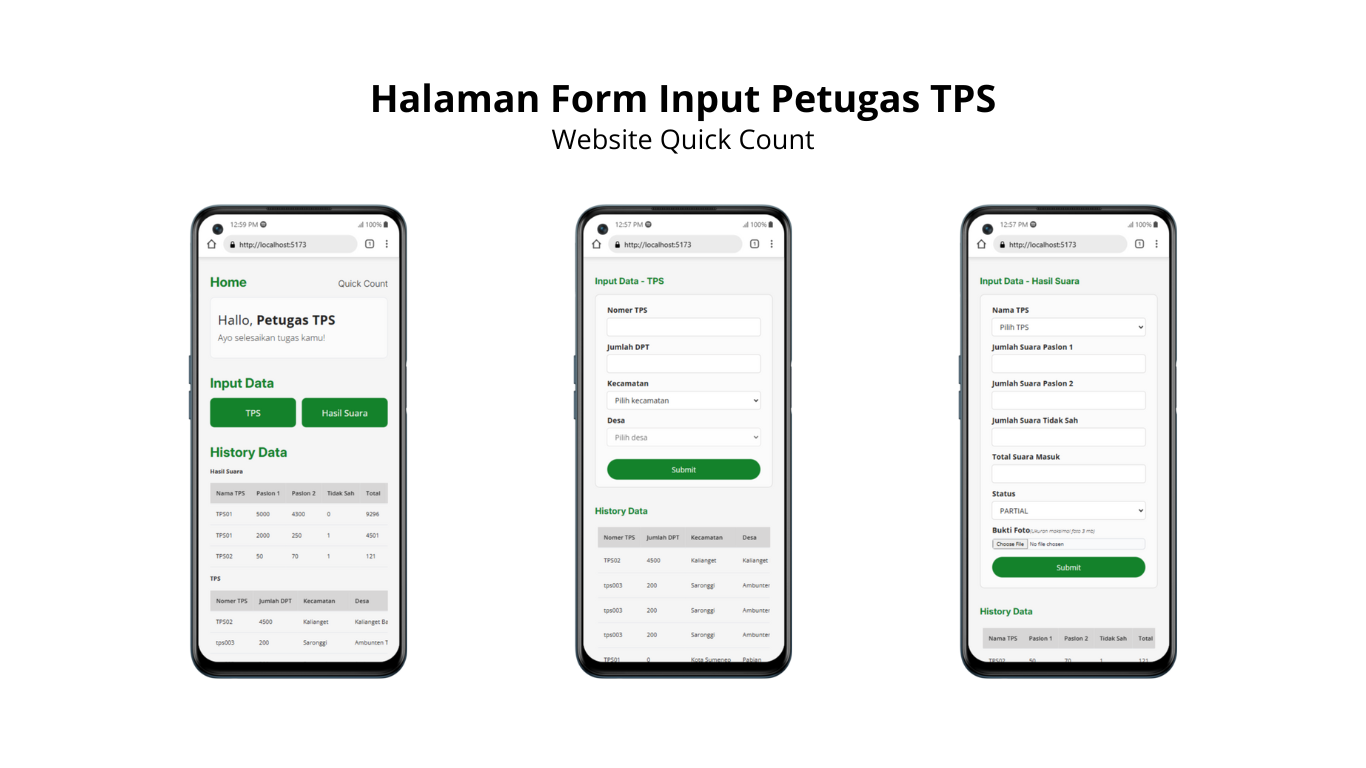 Halaman Form Input Petugas TPS
Website Quick Count
12:59 PM
100%
http://localhost:5173
1
Home
Quick Count
Hallo, Petugas TPS
Ayo selesaikan tugas kamu!
Input Data
TPS
Hasil Suara
History Data
Hasil Suara
Nama TPS Paslon 1 Paslon 2 Tidak Sah Total
TPS01 5000 4300 0 9296
TPS01 2000 250 1 4501
TPS02 50 70 1 121
TPS
Nomer TPS Jumlah DPT Kecamatan Desa
TPS02 4500 Kalianget Kalianget Ba
tps003 200 Saronggi Ambunten T
12:57 PM
100%
http://localhost:5173
1
Input Data - TPS
Nomer TPS
Jumlah DPT
Kecamatan
Pilih kecamatan
Desa
Pilih desa
Submit
History Data
Nomer TPS Jumlah DPT Kecamatan Desa
TPS02 4500 Kalianget Kalianget
tps003 200 Saronggi Ambunten
tps003 200 Saronggi Ambunten
tps003 200 Saronggi Ambunten
TPS01 0 Kota Sumenep Pabian
12:57 PM
100%
http://localhost:5173
1
Input Data - Hasil Suara
Nama TPS
Pilih TPS
Jumlah Suara Paslon 1
Jumlah Suara Paslon 2
Jumlah Suara Tidak Sah
Total Suara Masuk
Status
PARTIAL
Bukti Foto(Ukuran maksimal foto 3 mb)
Choose File No file chosen
Submit
History Data
Nama TPS Paslon 1 Paslon 2 Tidak Sah Total
TPS02 50 70 1 121